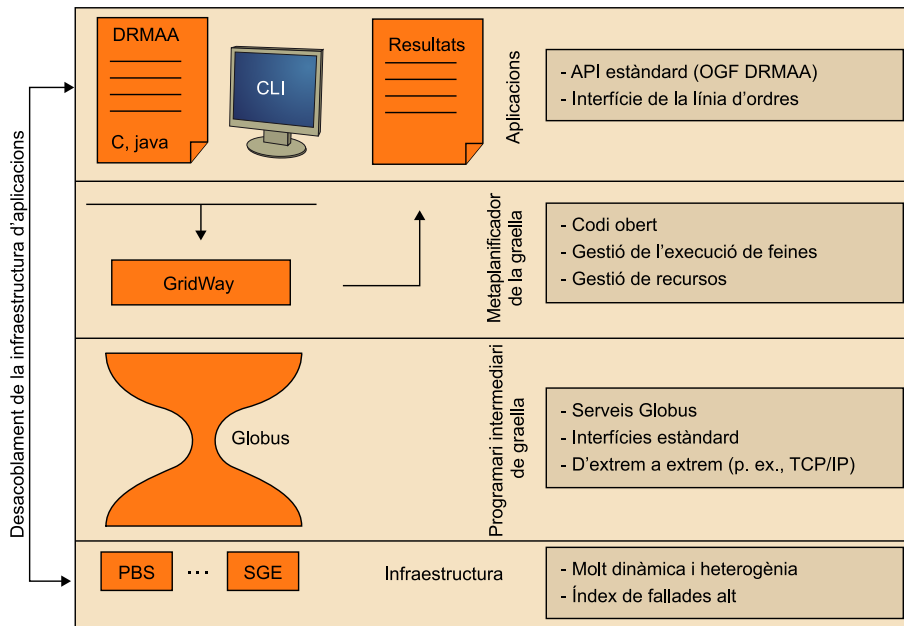 Desacoblament de la infraestructura d'aplicacions
DRMAA
C, java
CLI
Resultats
Aplicacions
- API estàndard (OGF DRMAA)
- Interfície de la línia d'ordres
GridWay
Metaplanificador
de la graella
- Codi obert
- Gestió de l'execució de feines
- Gestió de recursos
Globus
Programari intermediari
de graella
- Serveis Globus
- Interfícies estàndard
- D'extrem a extrem (p. ex., TCP/IP)
PBS ... SGE
Infraestructura
- Molt dinàmica i heterogènia
- Índex de fallades alt